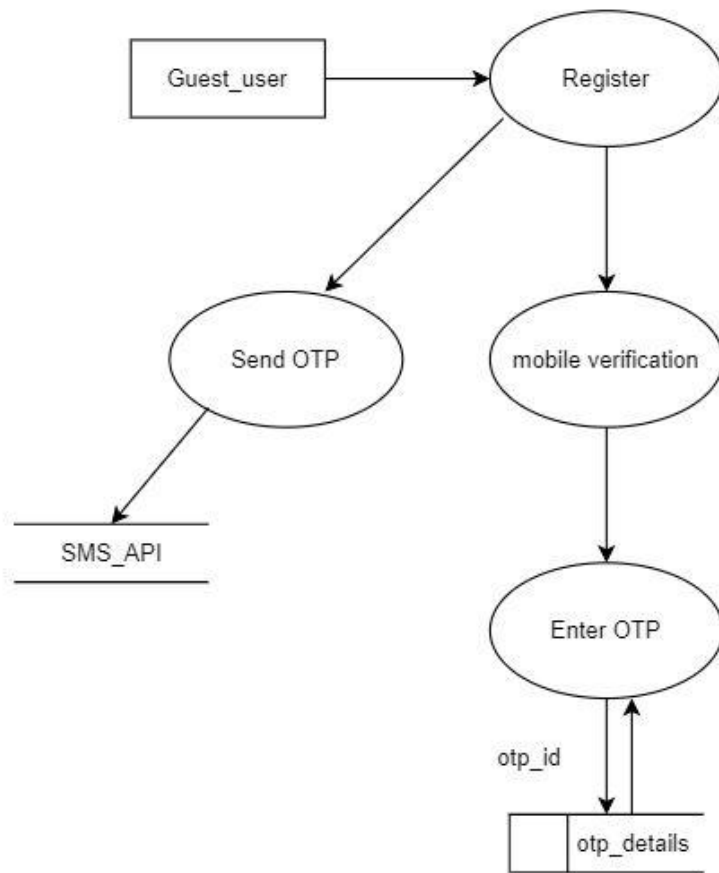 Guest_user
Register
Send OTP
mobile verification
SMS_API
Enter OTP
otp_id
otp_details